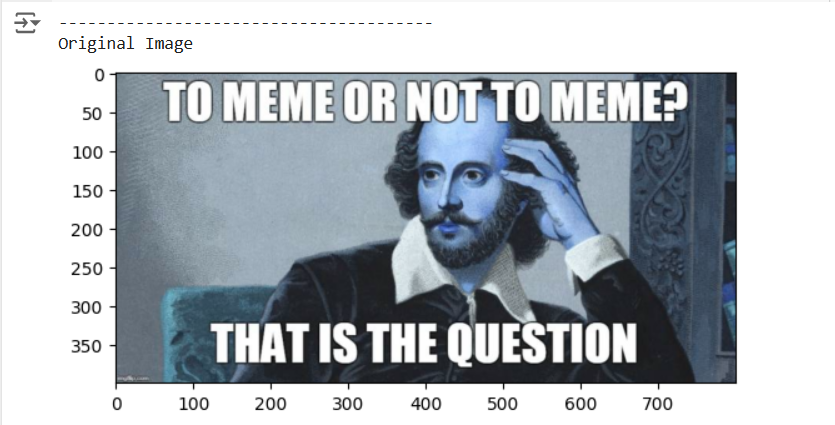 ----------------------------------------
Original Image
0
50
100
150
200
250
300
350
TO MEME OR NOT TO MEME?
THAT IS THE QUESTION
0 100 200 300 400 500 600 700